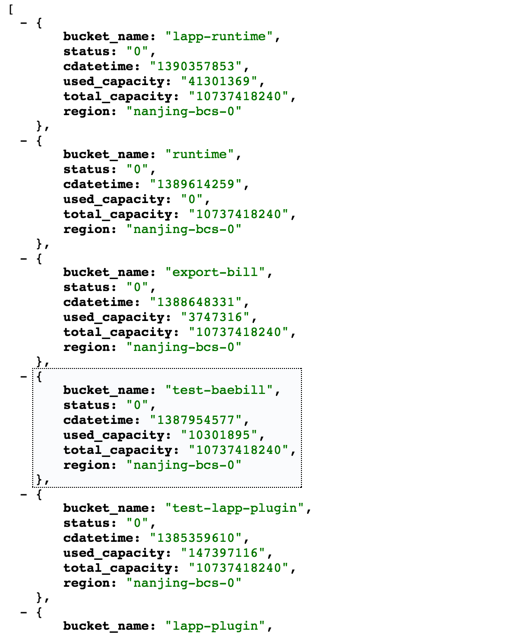 [
- {
bucket_name: "lapp-runtime",
status: "0",
cdatetime: "1390357853",
used_capacity: "41301369",
total_capacity: "10737418240",
region: "nanjing-bcs-0"
},
- {
bucket_name: "runtime",
status: "0",
cdatetime: "1389614259",
used_capacity: "0",
total_capacity: "10737418240",
region: "nanjing-bcs-0"
},
- {
bucket_name: "export-bill",
status: "0",
cdatetime: "1388648331",
used_capacity: "3747316",
total_capacity: "10737418240",
region: "nanjing-bcs-0"
},
- {
bucket_name: "test-baebill",
status: "0",
cdatetime: "1387954577",
used_capacity: "10301895",
total_capacity: "10737418240",
region: "nanjing-bcs-0"
},
- {
bucket_name: "test-lapp-plugin",
status: "0",
cdatetime: "1385359610",
used_capacity: "147397116",
total_capacity: "10737418240",
region: "nanjing-bcs-0"
},
- {
bucket_name: "lapp-plugin",